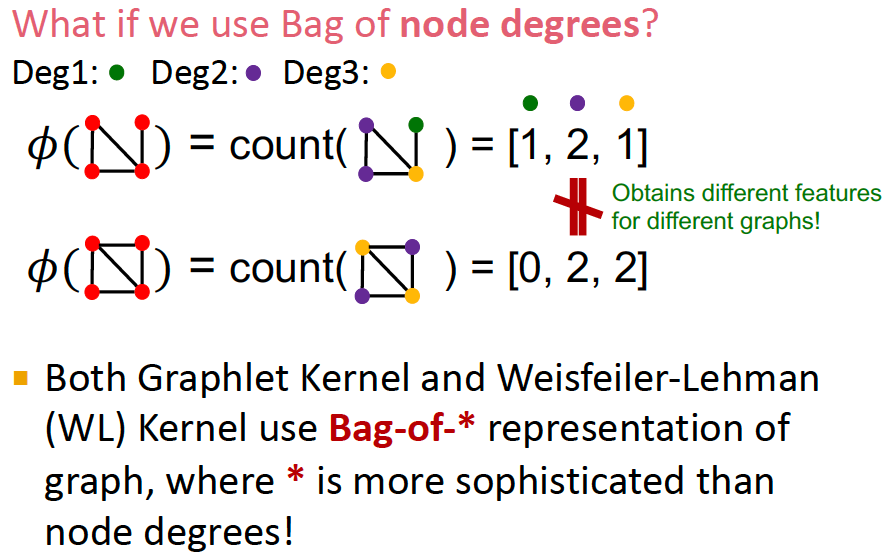 What if we use Bag of node degrees?
Deg1: Deg2: Deg3:
ϕ( ) = count( ) = [1, 2, 1]
Obtains different features
for different graphs!
ϕ( ) = count( ) = [0, 2, 2]
Both Graphlet Kernel and Weisfeiler-Lehman
(WL) Kernel use Bag-of-* representation of
graph, where * is more sophisticated than
node degrees!